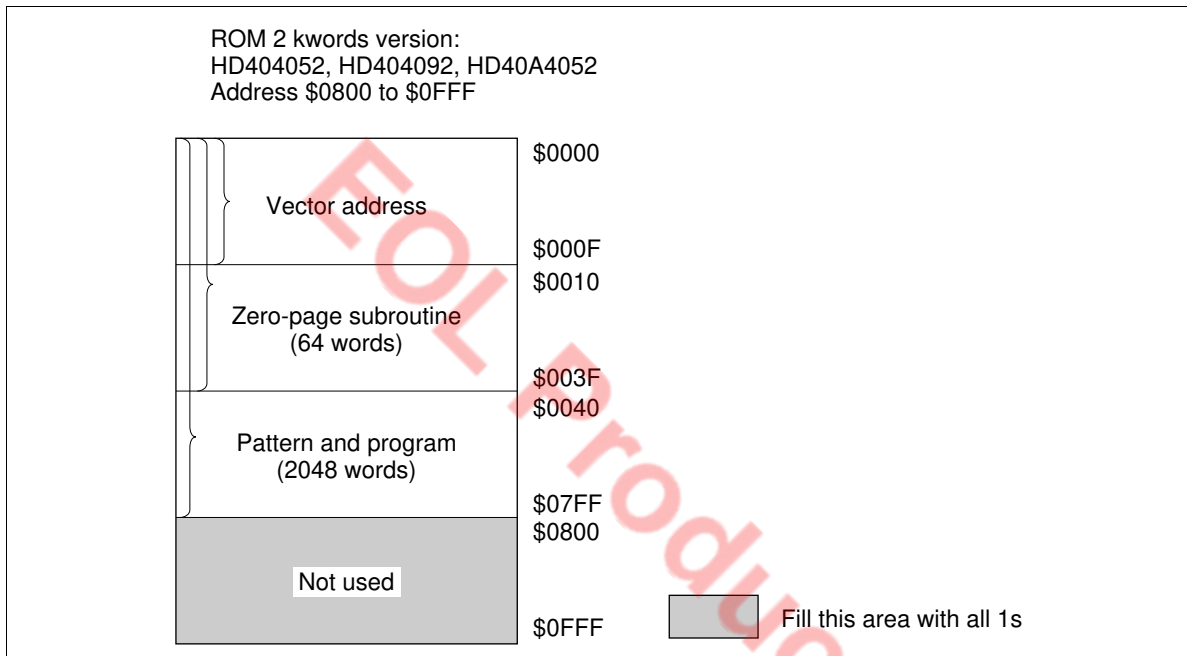 ROM 2 kwords version:
HD404052, HD404092, HD40A4052
Address $0800 to $0FFF
$0000
Vector address
$000F
$0010
Zero-page subroutine
(64 words)
$003F
$0040
Pattern and program
(2048 words)
$07FF
$0800
Not used
$0FFF
Fill this area with all 1s
EOL Produc